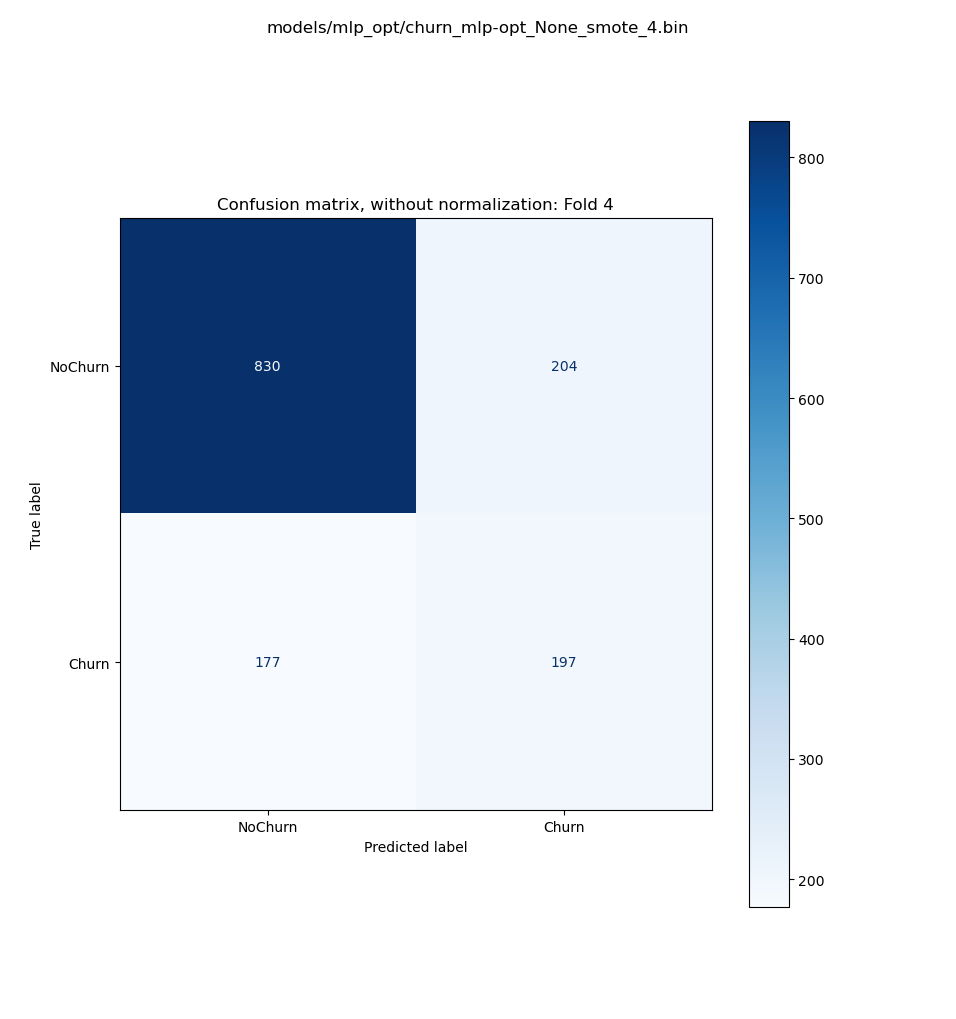 models/mlp_opt/churn_mlp-opt_None_smote_4.bin
Confusion matrix, without normalization: Fold 4
NoChurn
830
204
Churn
177
197
NoChurn
Churn
Predicted label
True label
800
700
600
500
400
300
200